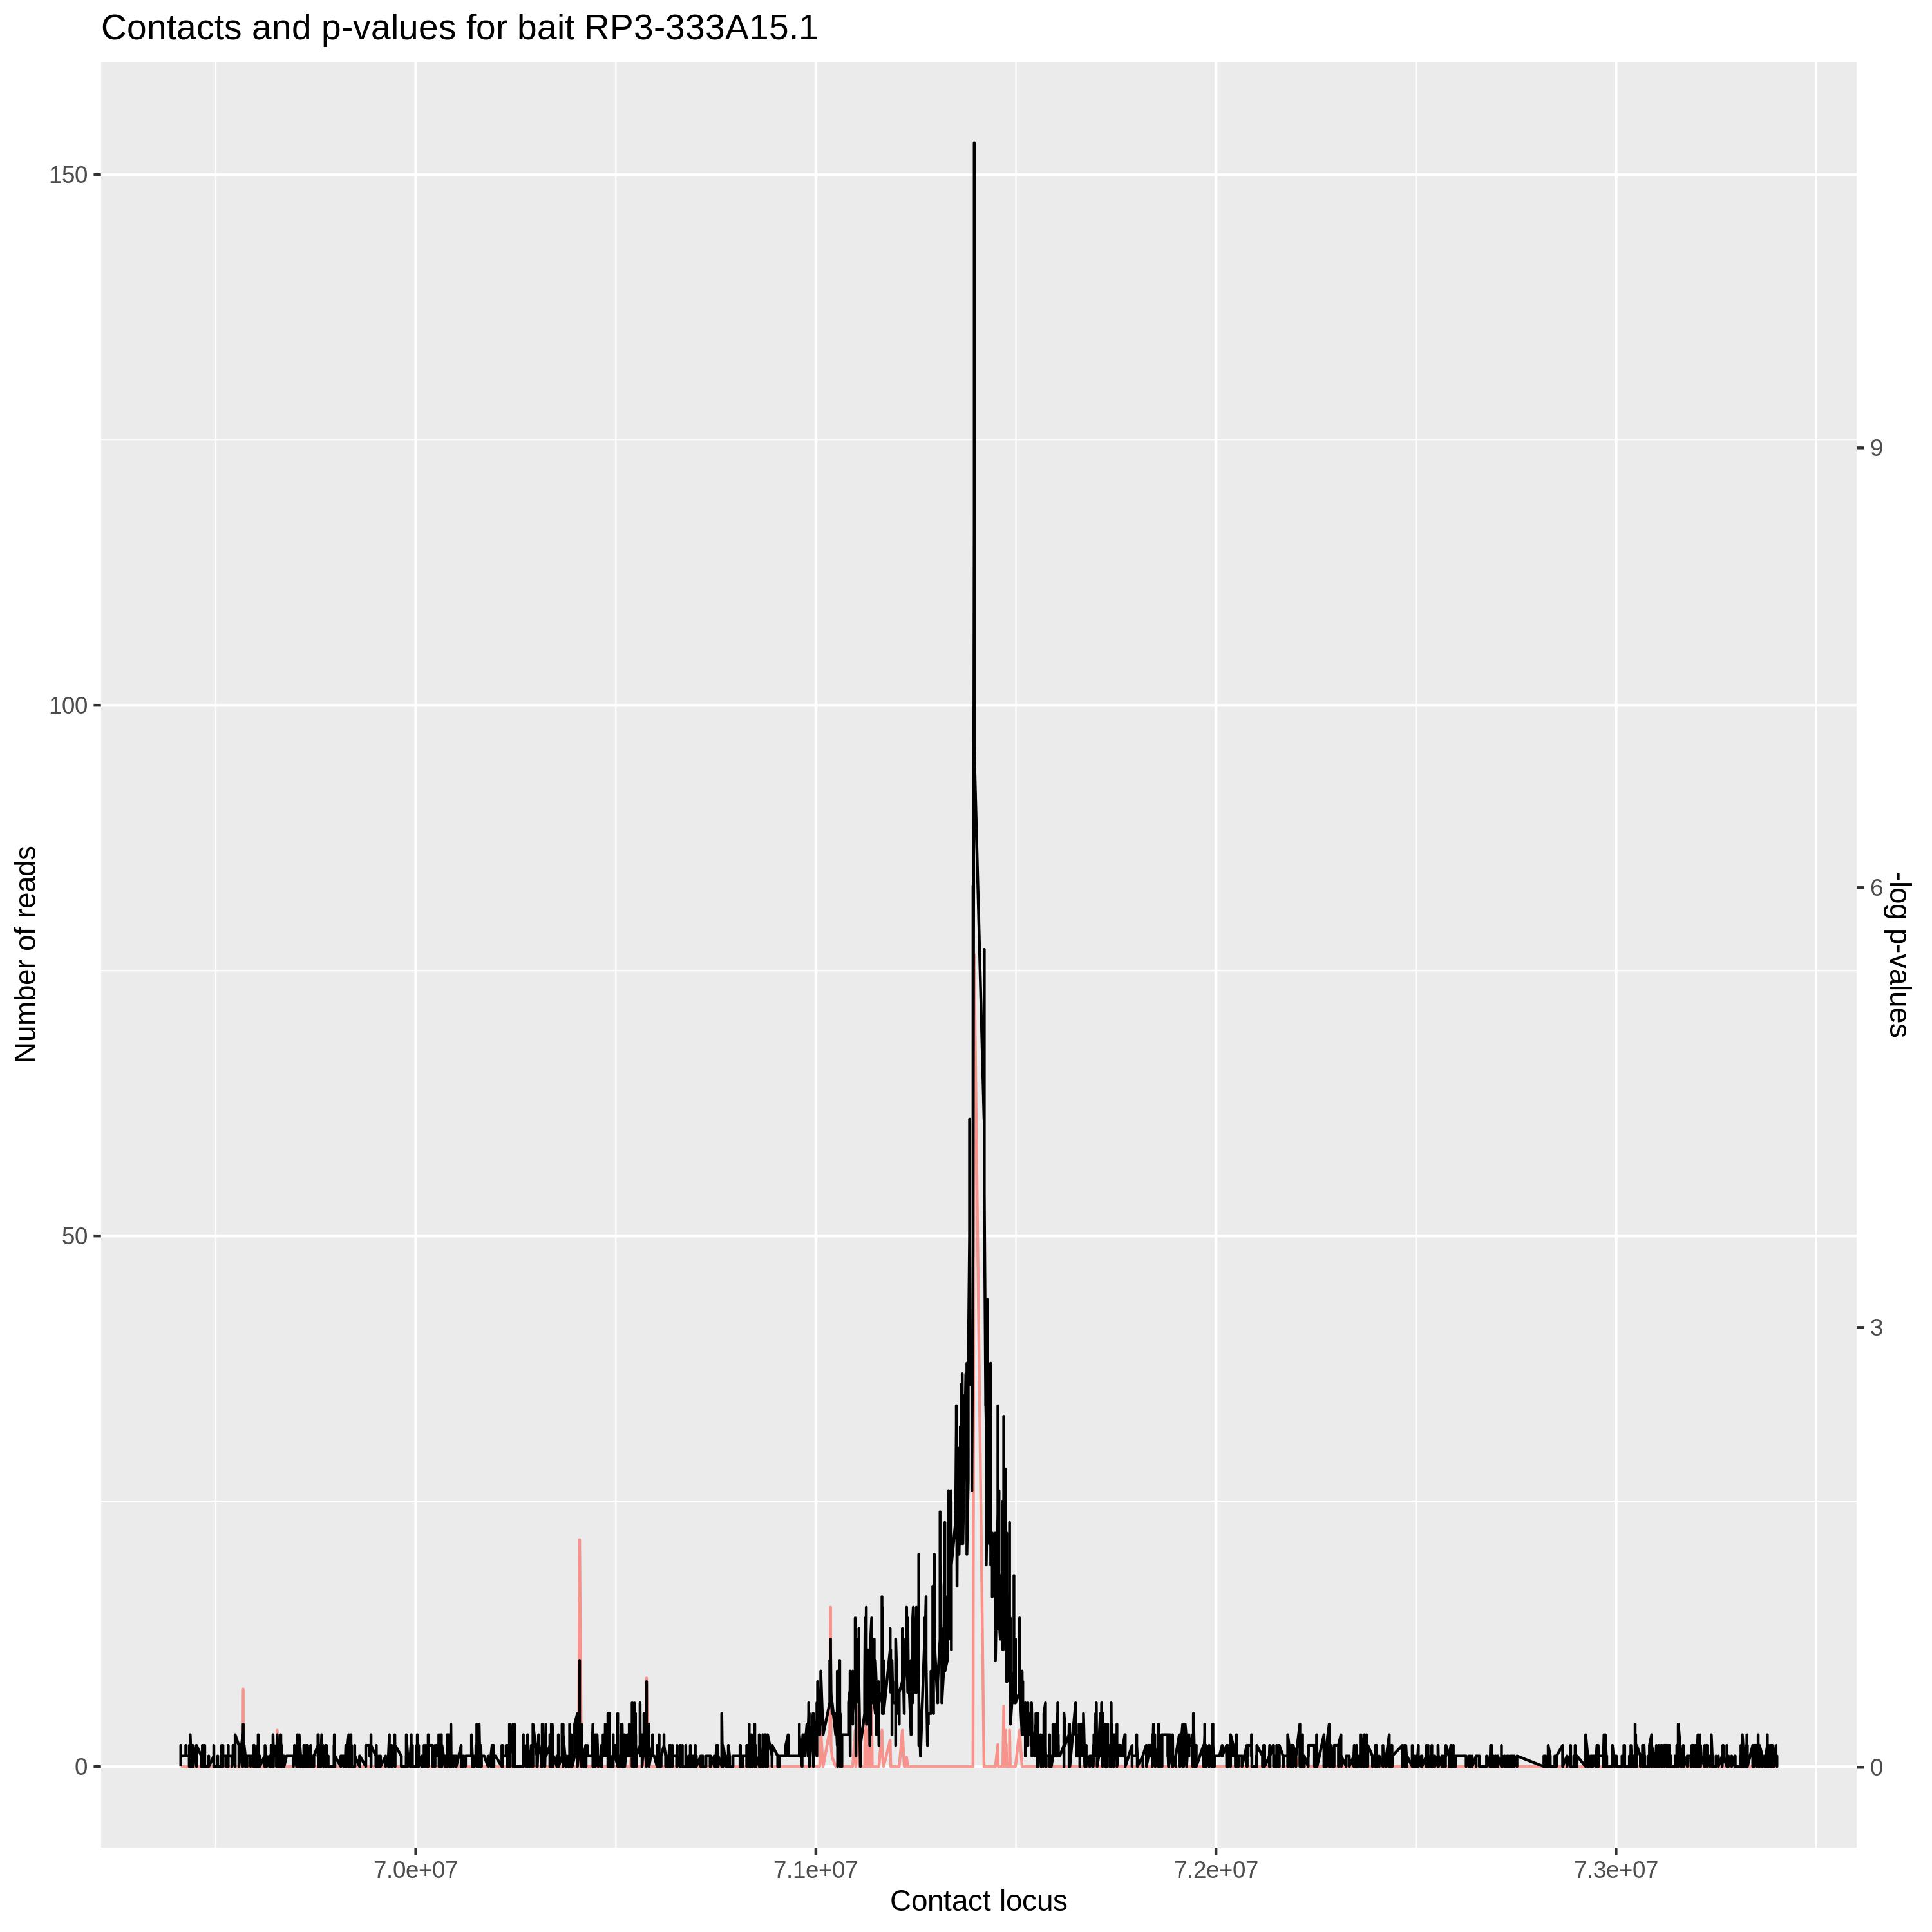 Contacts and p-values for bait RP3-333A15.1
150
100
50
0
Number of reads
9
6
3
0
-log p-values
7.0e+07
7.1e+07
7.2e+07
7.3e+07
Contact locus